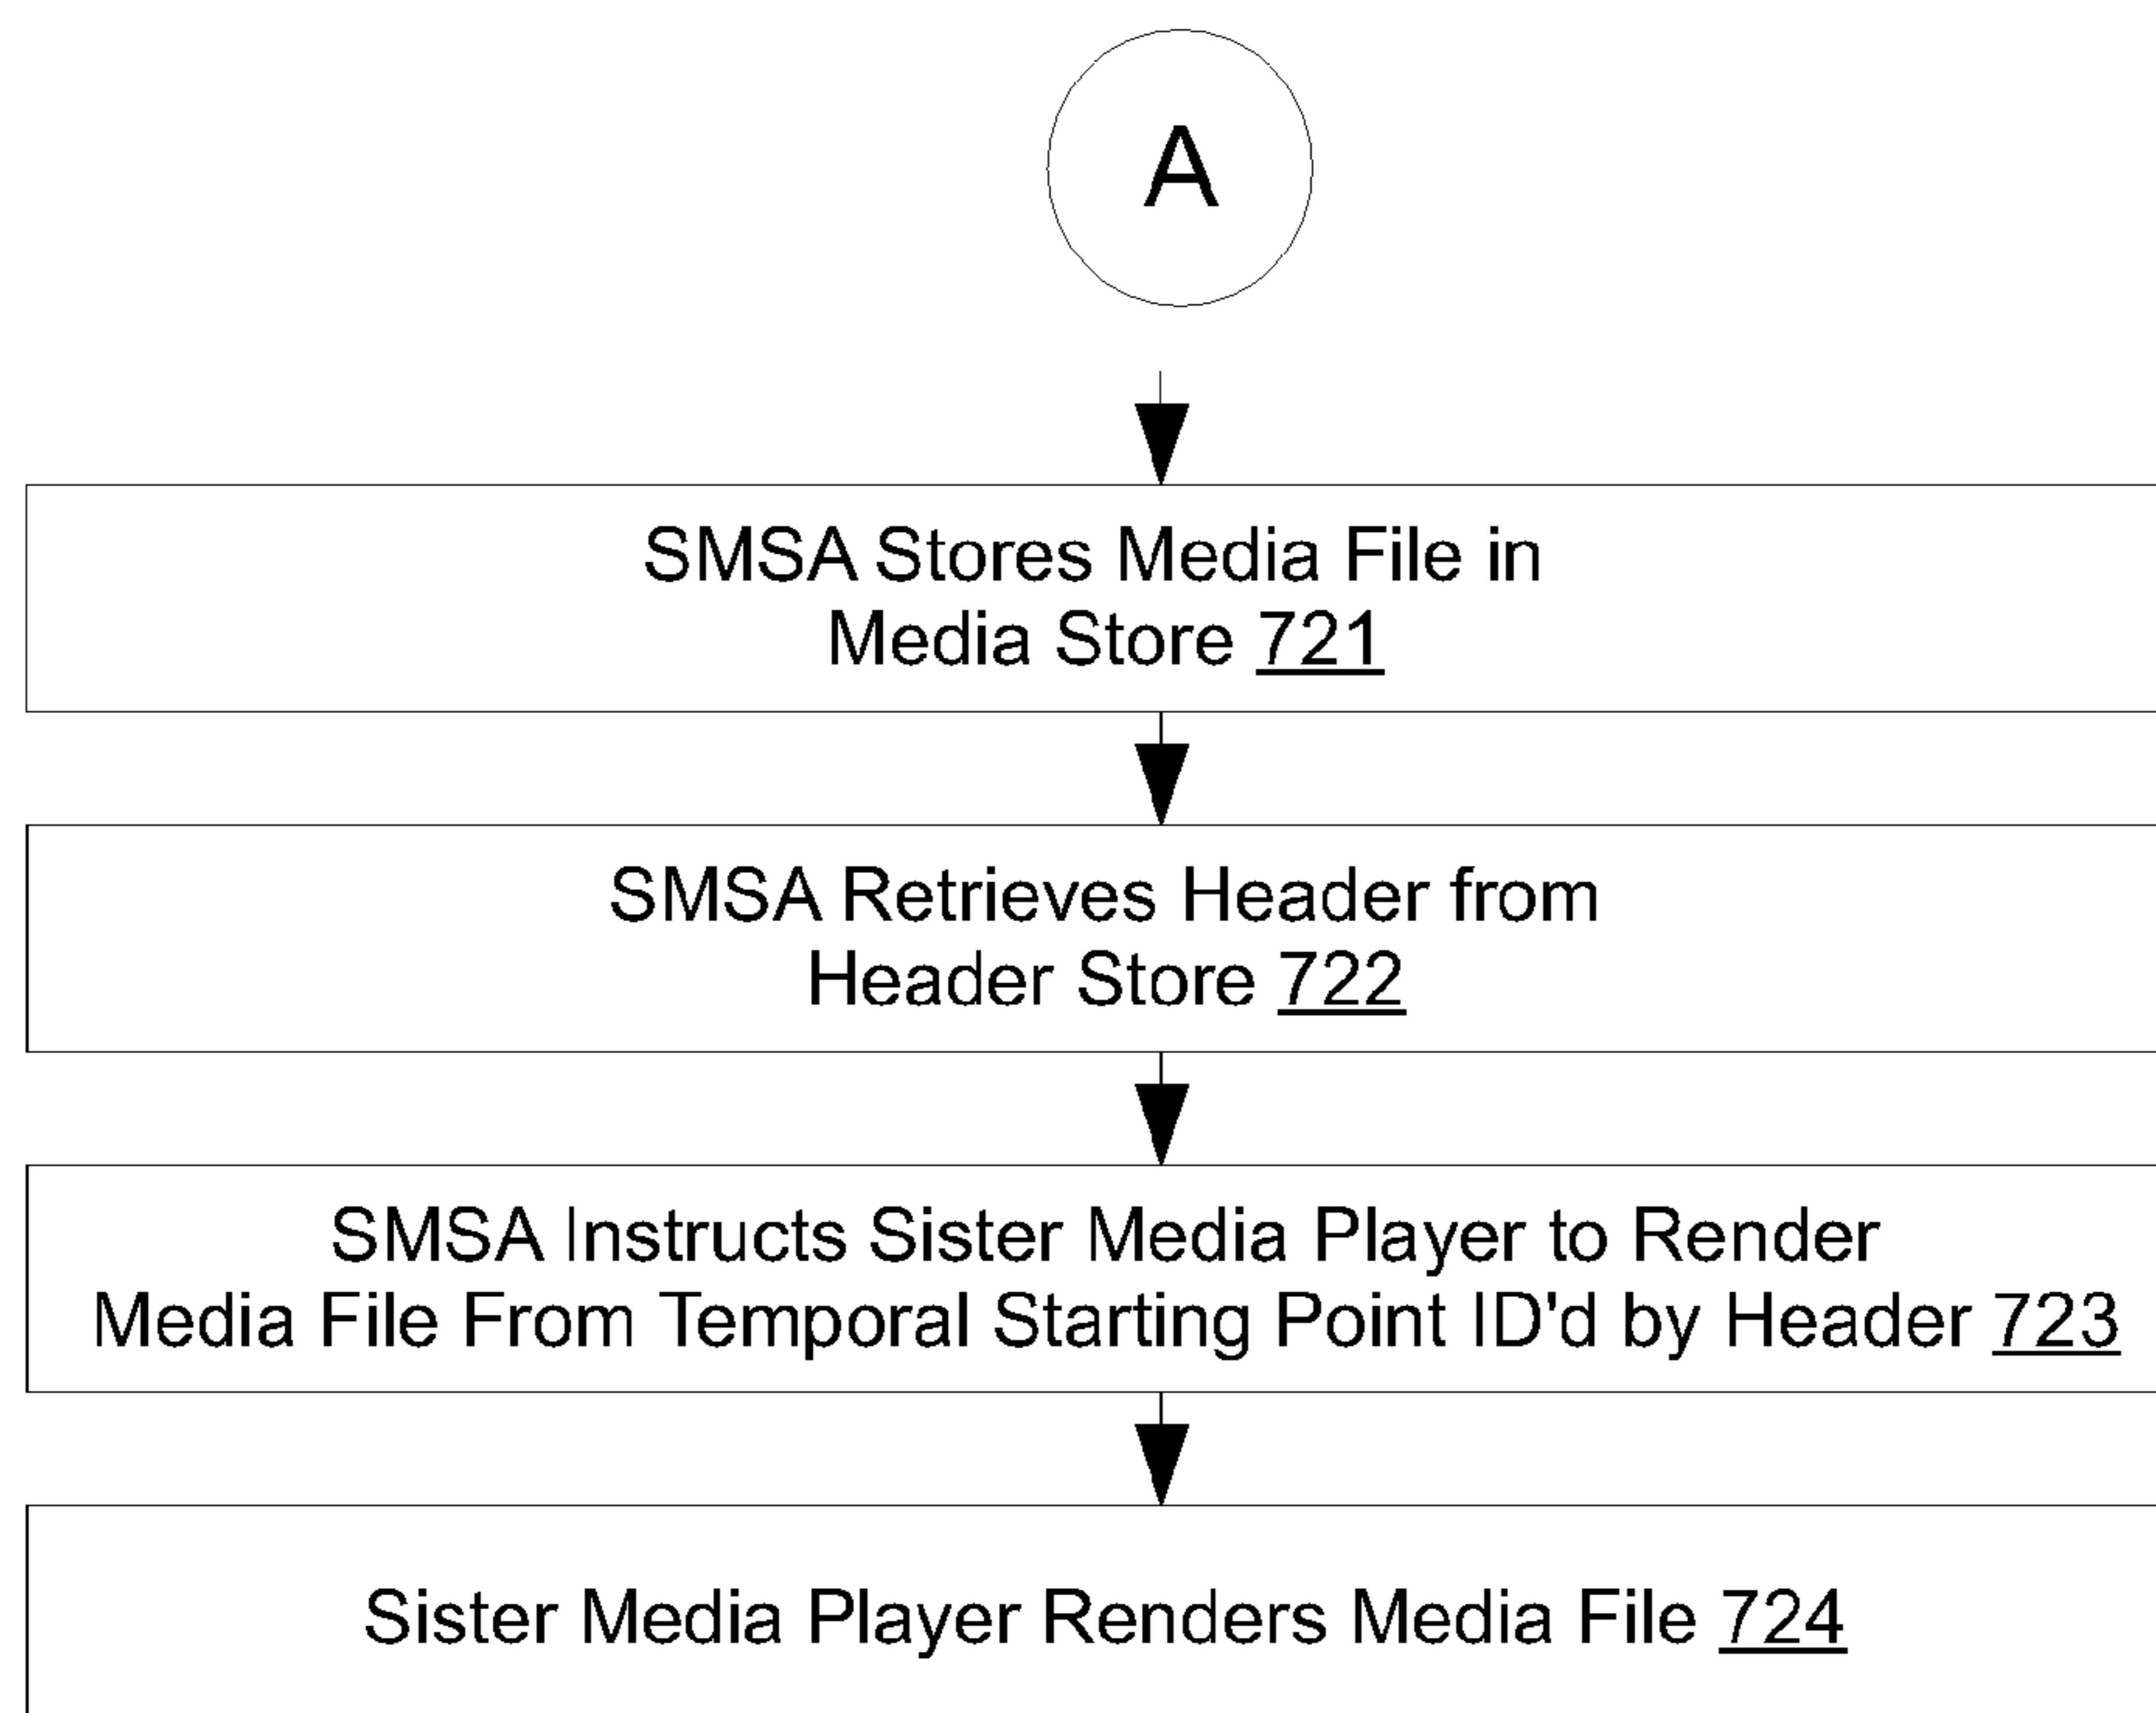 A
SMSA Stores Media File in
Media Store 721
SMSA Retrieves Header from
Header Store 722
SMSA Instructs Sister Media Player to Render
Media File From Temporal Starting Point ID'd by Header 723
Sister Media Player Renders Media File 724